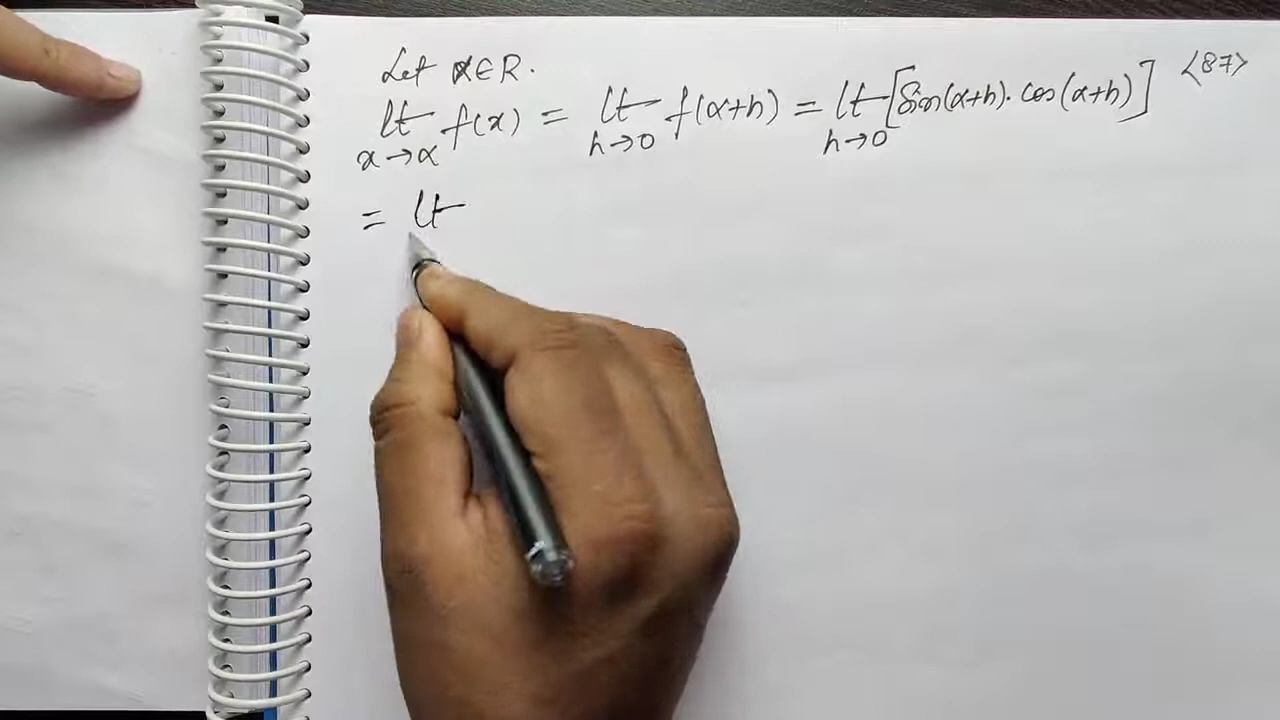 Let α∈R.
lt x→α f(x) = lt h→0 f(α+h) = lt h→0 [Sin(α+h). cos(α+h)] <87>
= lt